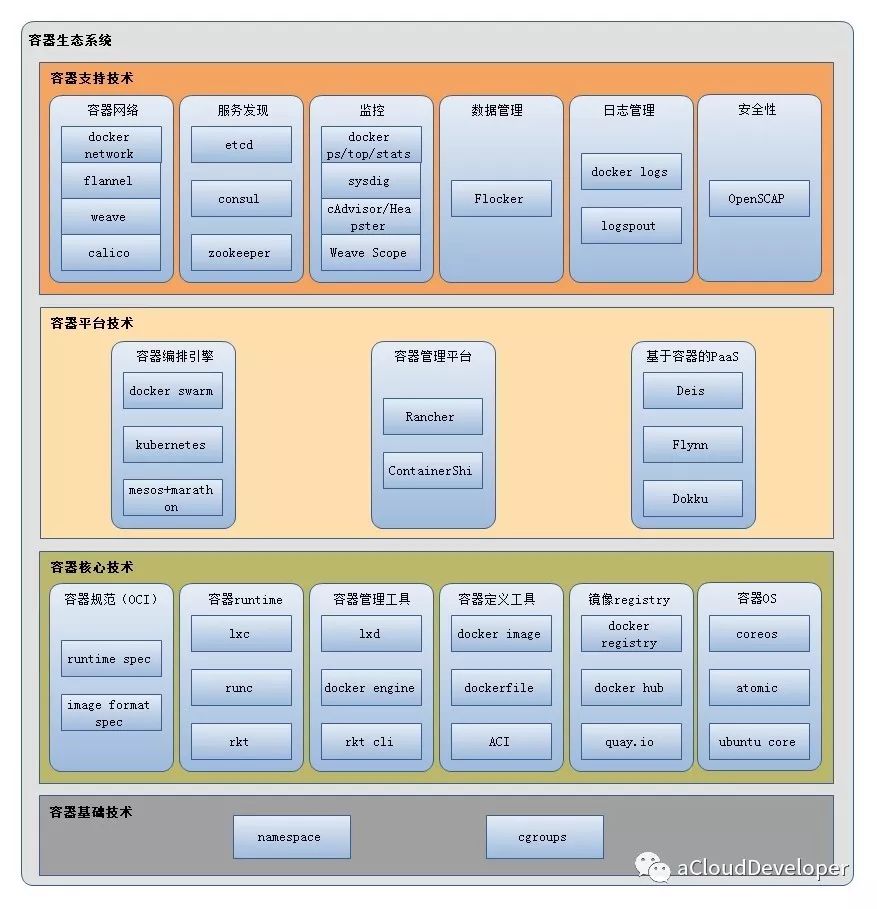 容器生态系统
容器支持技术
容器网络
docker
network
flannel
weave
calico
服务发现
etcd
consul
zookeeper
监控
docker
ps/top/stats
sysdig
cAdvisor/Hea
pster
Weave Scope
数据管理
Flocker
日志管理
docker logs
logspout
安全性
OpenSCAP
容器平台技术
容器编排引擎
docker swarm
kubernetes
mesos+marath
on
容器管理平台
Rancher
ContainerShi
基于容器的PaaS
Deis
Flynn
Dokku
容器核心技术
容器规范（OCI）
runtime spec
image format
spec
容器runtime
lxc
runc
rkt
容器管理工具
lxd
docker engine
rkt cli
容器定义工具
docker image
dockerfile
ACI
镜像registry
docker
registry
docker hub
quay.io
容器OS
coreos
atomic
ubuntu core
容器基础技术
namespace
cgroups
aCloudDeveloper